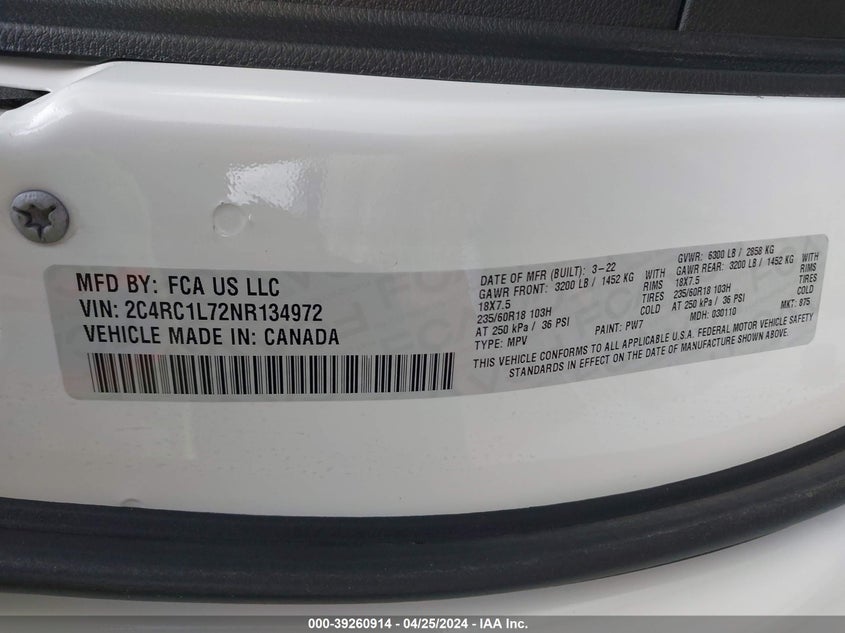 MFD BY: FCA US LLC
VIN: 2C4RC1L72NR134972
VEHICLE MADE IN: CANADA
DATE OF MFR (BUILT): 3-22 GVWR: 6300 LB / 2858 KG
GAWR FRONT: 3200 LB / 1452 KG WITH GAWR REAR: 3200 LB / 1452 KG WITH
18X7.5 RIMS 18X7.5 RIMS
235/60R18 103H TIRES 235/60R18 103H TIRES
AT 250 kPa / 36 PSI COLD AT 250 kPa / 36 PSI COLD
TYPE: MPV PAINT: PW7 MDH: 030110 MKT: 875
THIS VEHICLE CONFORMS TO ALL APPLICABLE U.S.A. FEDERAL MOTOR VEHICLE SAFETY
STANDARDS IN EFFECT ON THE DATE OF MANUFACTURE SHOWN ABOVE.
000-39260914 - 04/25/2024 - IAA Inc.